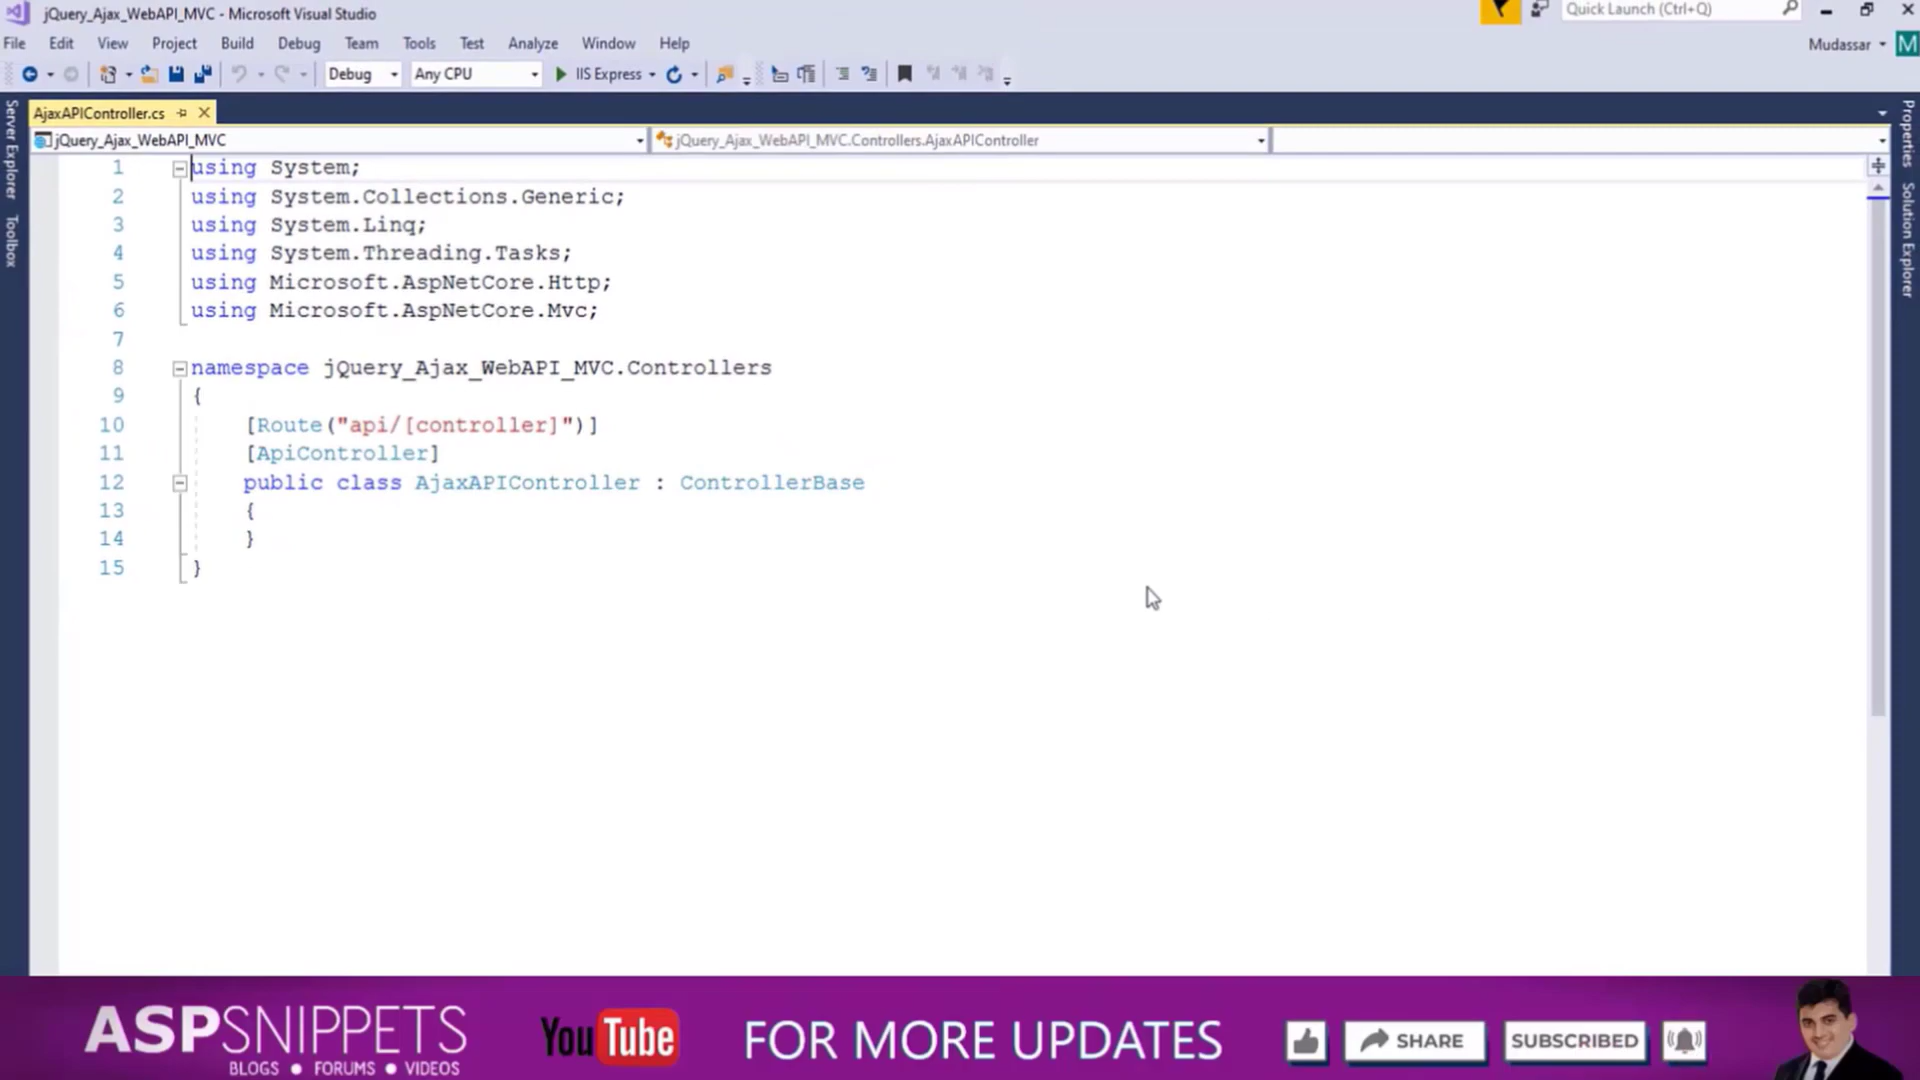 jQuery_Ajax_WebAPI_MVC - Microsoft Visual Studio
Quick Launch (Ctrl+Q)
File Edit View Project Build Debug Team Tools Test Analyze Window Help
Mudassar M
Debug Any CPU IIS Express
Server Explorer
Toolbox
Properties
Solution Explorer
AjaxAPIController.cs
jQuery_Ajax_WebAPI_MVC jQuery_Ajax_WebAPI_MVC.Controllers.AjaxAPIController
1 using System;
2 using System.Collections.Generic;
3 using System.Linq;
4 using System.Threading.Tasks;
5 using Microsoft.AspNetCore.Http;
6 using Microsoft.AspNetCore.Mvc;
7
8 namespace jQuery_Ajax_WebAPI_MVC.Controllers
9 {
10 [Route("api/[controller]")]
11 [ApiController]
12 public class AjaxAPIController : ControllerBase
13 {
14 }
15 }
ASPSNIPPETS
BLOGS ● FORUMS ● VIDEOS
YouTube
FOR MORE UPDATES
SHARE
SUBSCRIBED